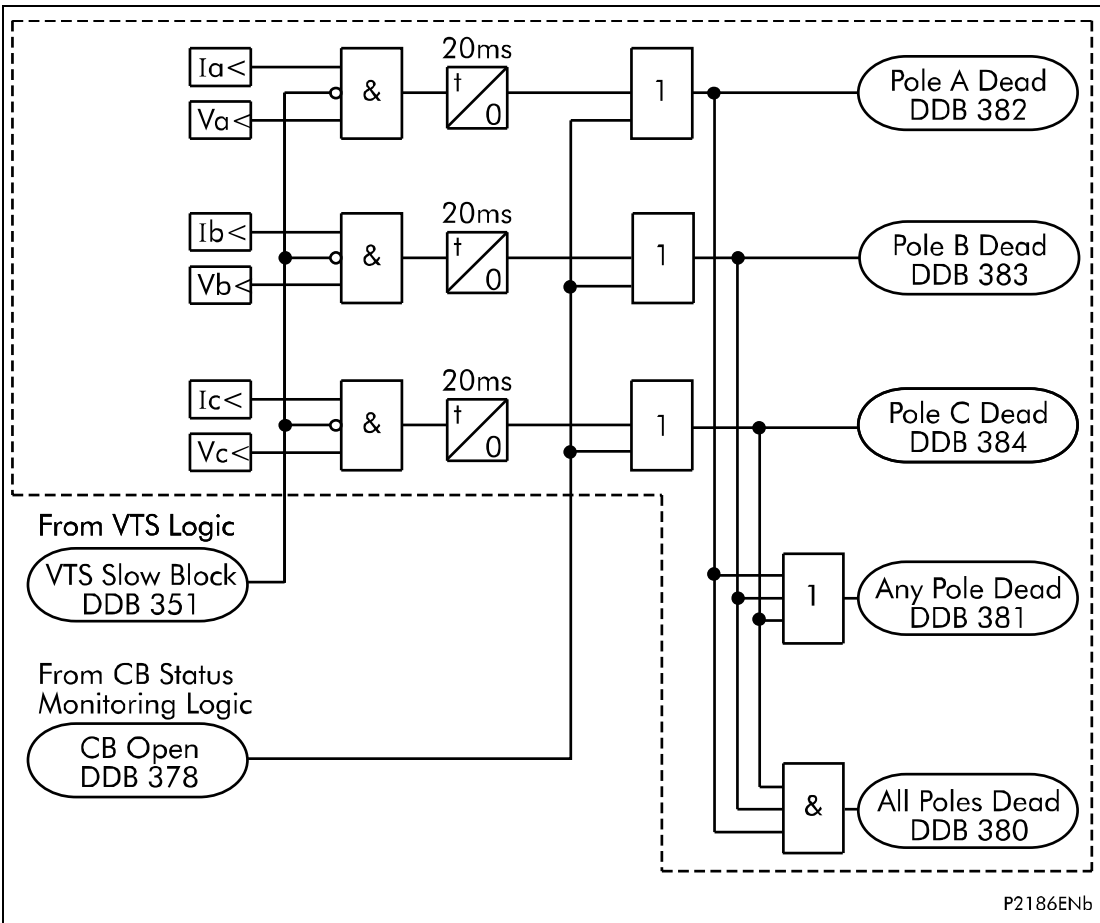 20ms
Ia<
Va<
&
t
0
1
Pole A Dead
DDB 382
20ms
Ib<
Vb<
&
t
0
1
Pole B Dead
DDB 383
20ms
Ic<
Vc<
&
t
0
1
Pole C Dead
DDB 384
From VTS Logic
VTS Slow Block
DDB 351
1
Any Pole Dead
DDB 381
From CB Status
Monitoring Logic
CB Open
DDB 378
&
All Poles Dead
DDB 380
P2186ENb